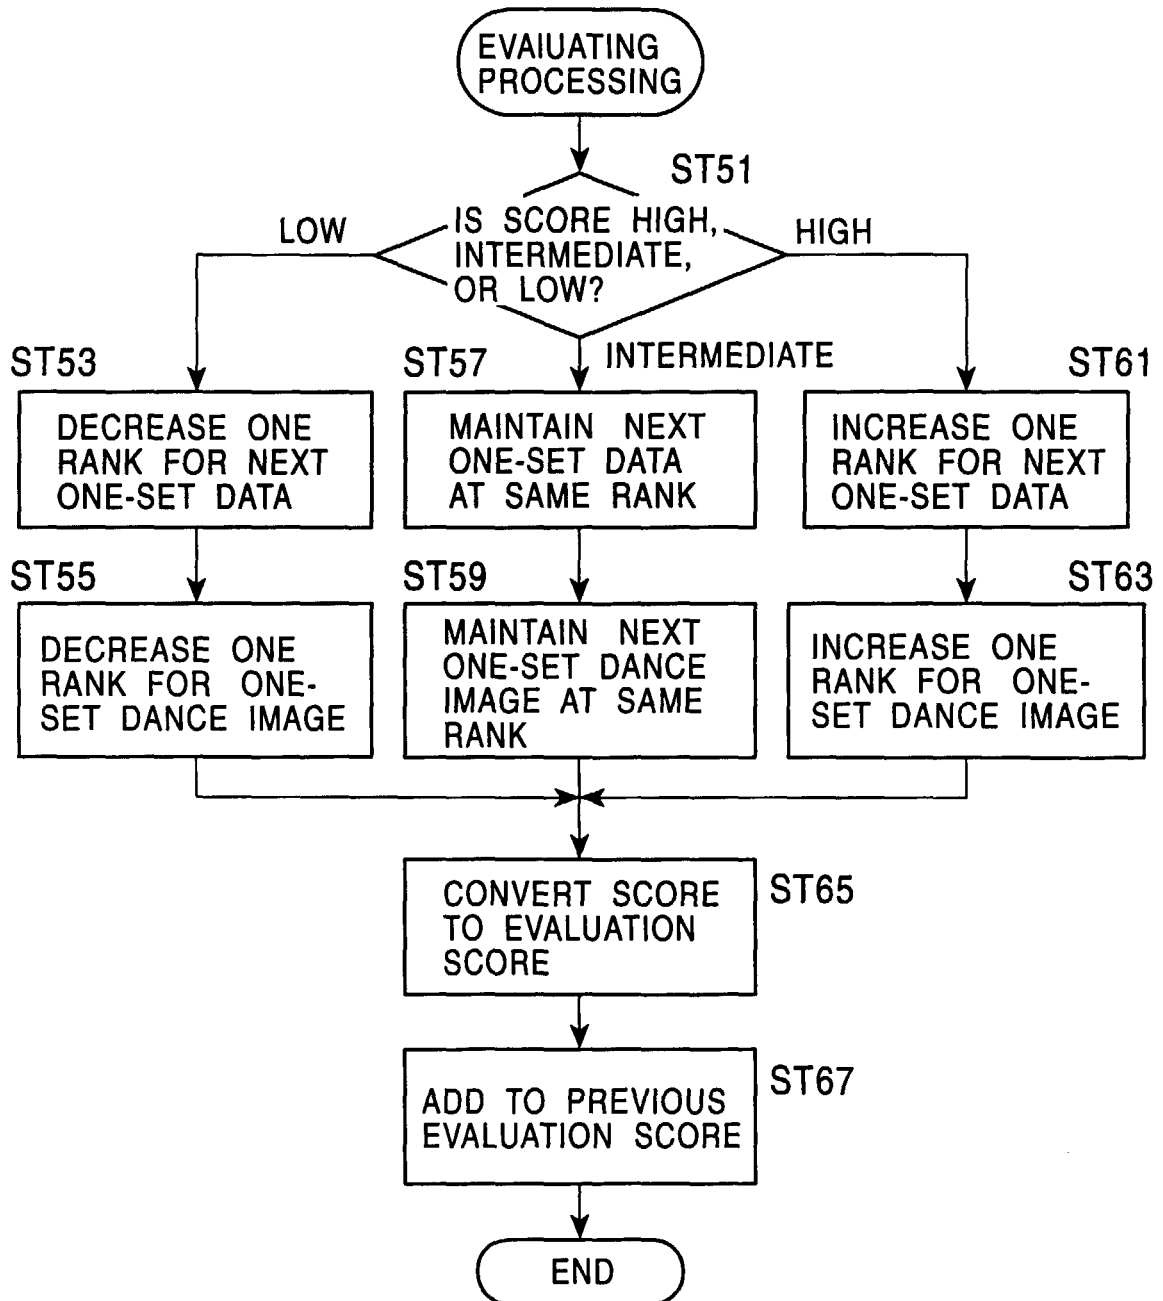 EVAIUATING
PROCESSING
ST51
IS SCORE HIGH,
INTERMEDIATE,
OR LOW?
LOW
HIGH
INTERMEDIATE
ST53
DECREASE ONE
RANK FOR NEXT
ONE-SET DATA
ST57
MAINTAIN NEXT
ONE-SET DATA
AT SAME RANK
ST61
INCREASE ONE
RANK FOR NEXT
ONE-SET DATA
ST55
DECREASE ONE
RANK FOR ONE-
SET DANCE IMAGE
ST59
MAINTAIN NEXT
ONE-SET DANCE
IMAGE AT SAME
RANK
ST63
INCREASE ONE
RANK FOR ONE-
SET DANCE IMAGE
CONVERT SCORE
TO EVALUATION
SCORE
ST65
ADD TO PREVIOUS
EVALUATION SCORE
ST67
END